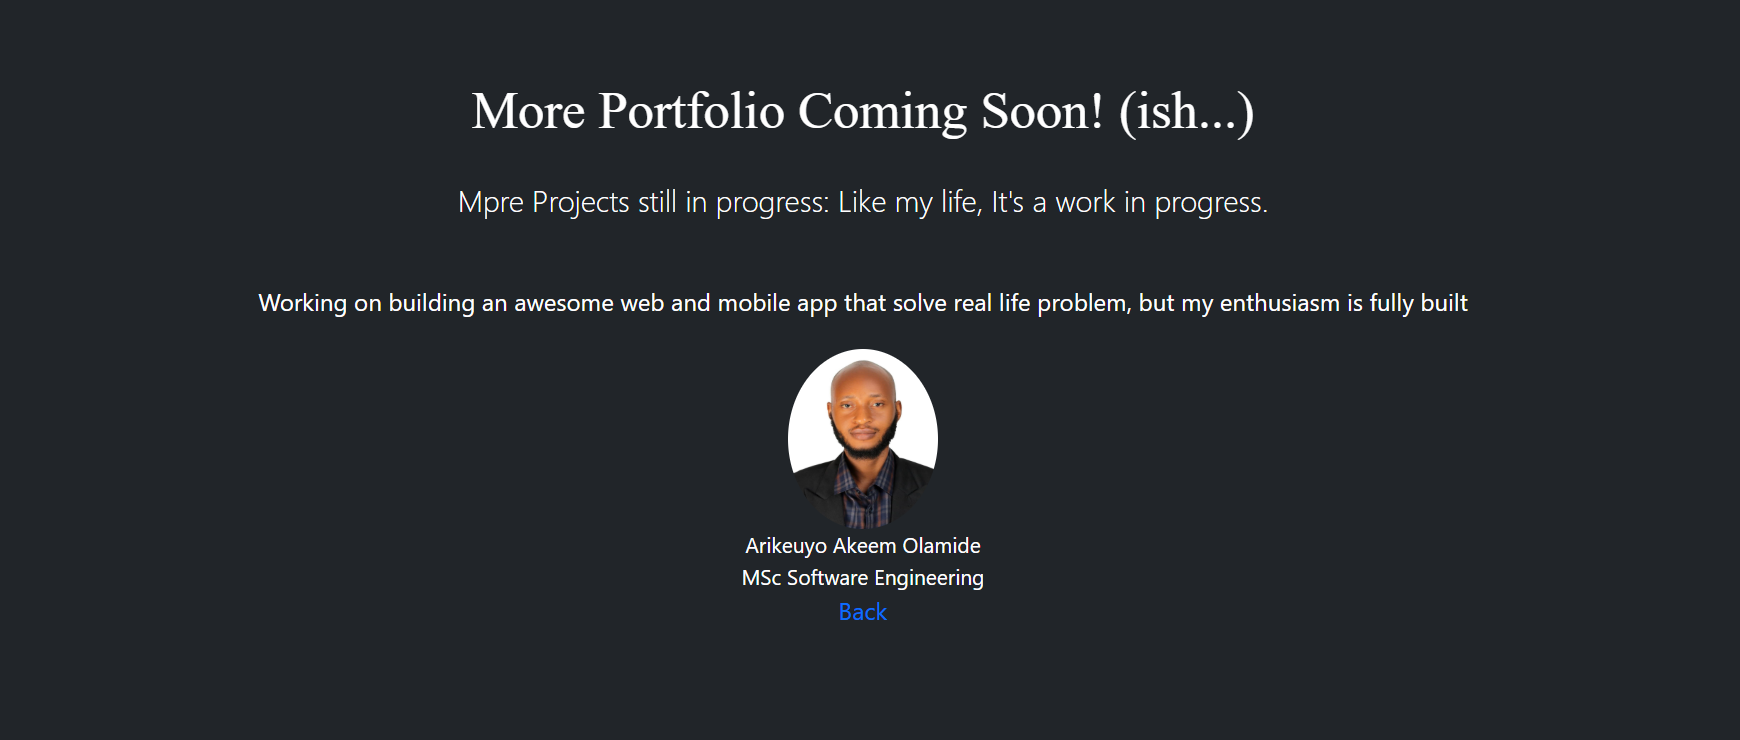 More Portfolio Coming Soon! (ish...)
Mpre Projects still in progress: Like my life, It's a work in progress.
Working on building an awesome web and mobile app that solve real life problem, but my enthusiasm is fully built
Arikeuyo Akeem Olamide
MSc Software Engineering
Back